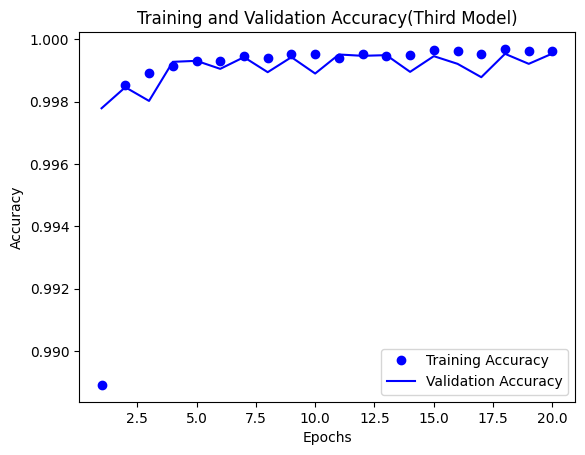 Training and Validation Accuracy(Third Model)
Accuracy
1.000
0.998
0.996
0.994
0.992
0.990
Training Accuracy
Validation Accuracy
2.5 5.0 7.5 10.0 12.5 15.0 17.5 20.0
Epochs